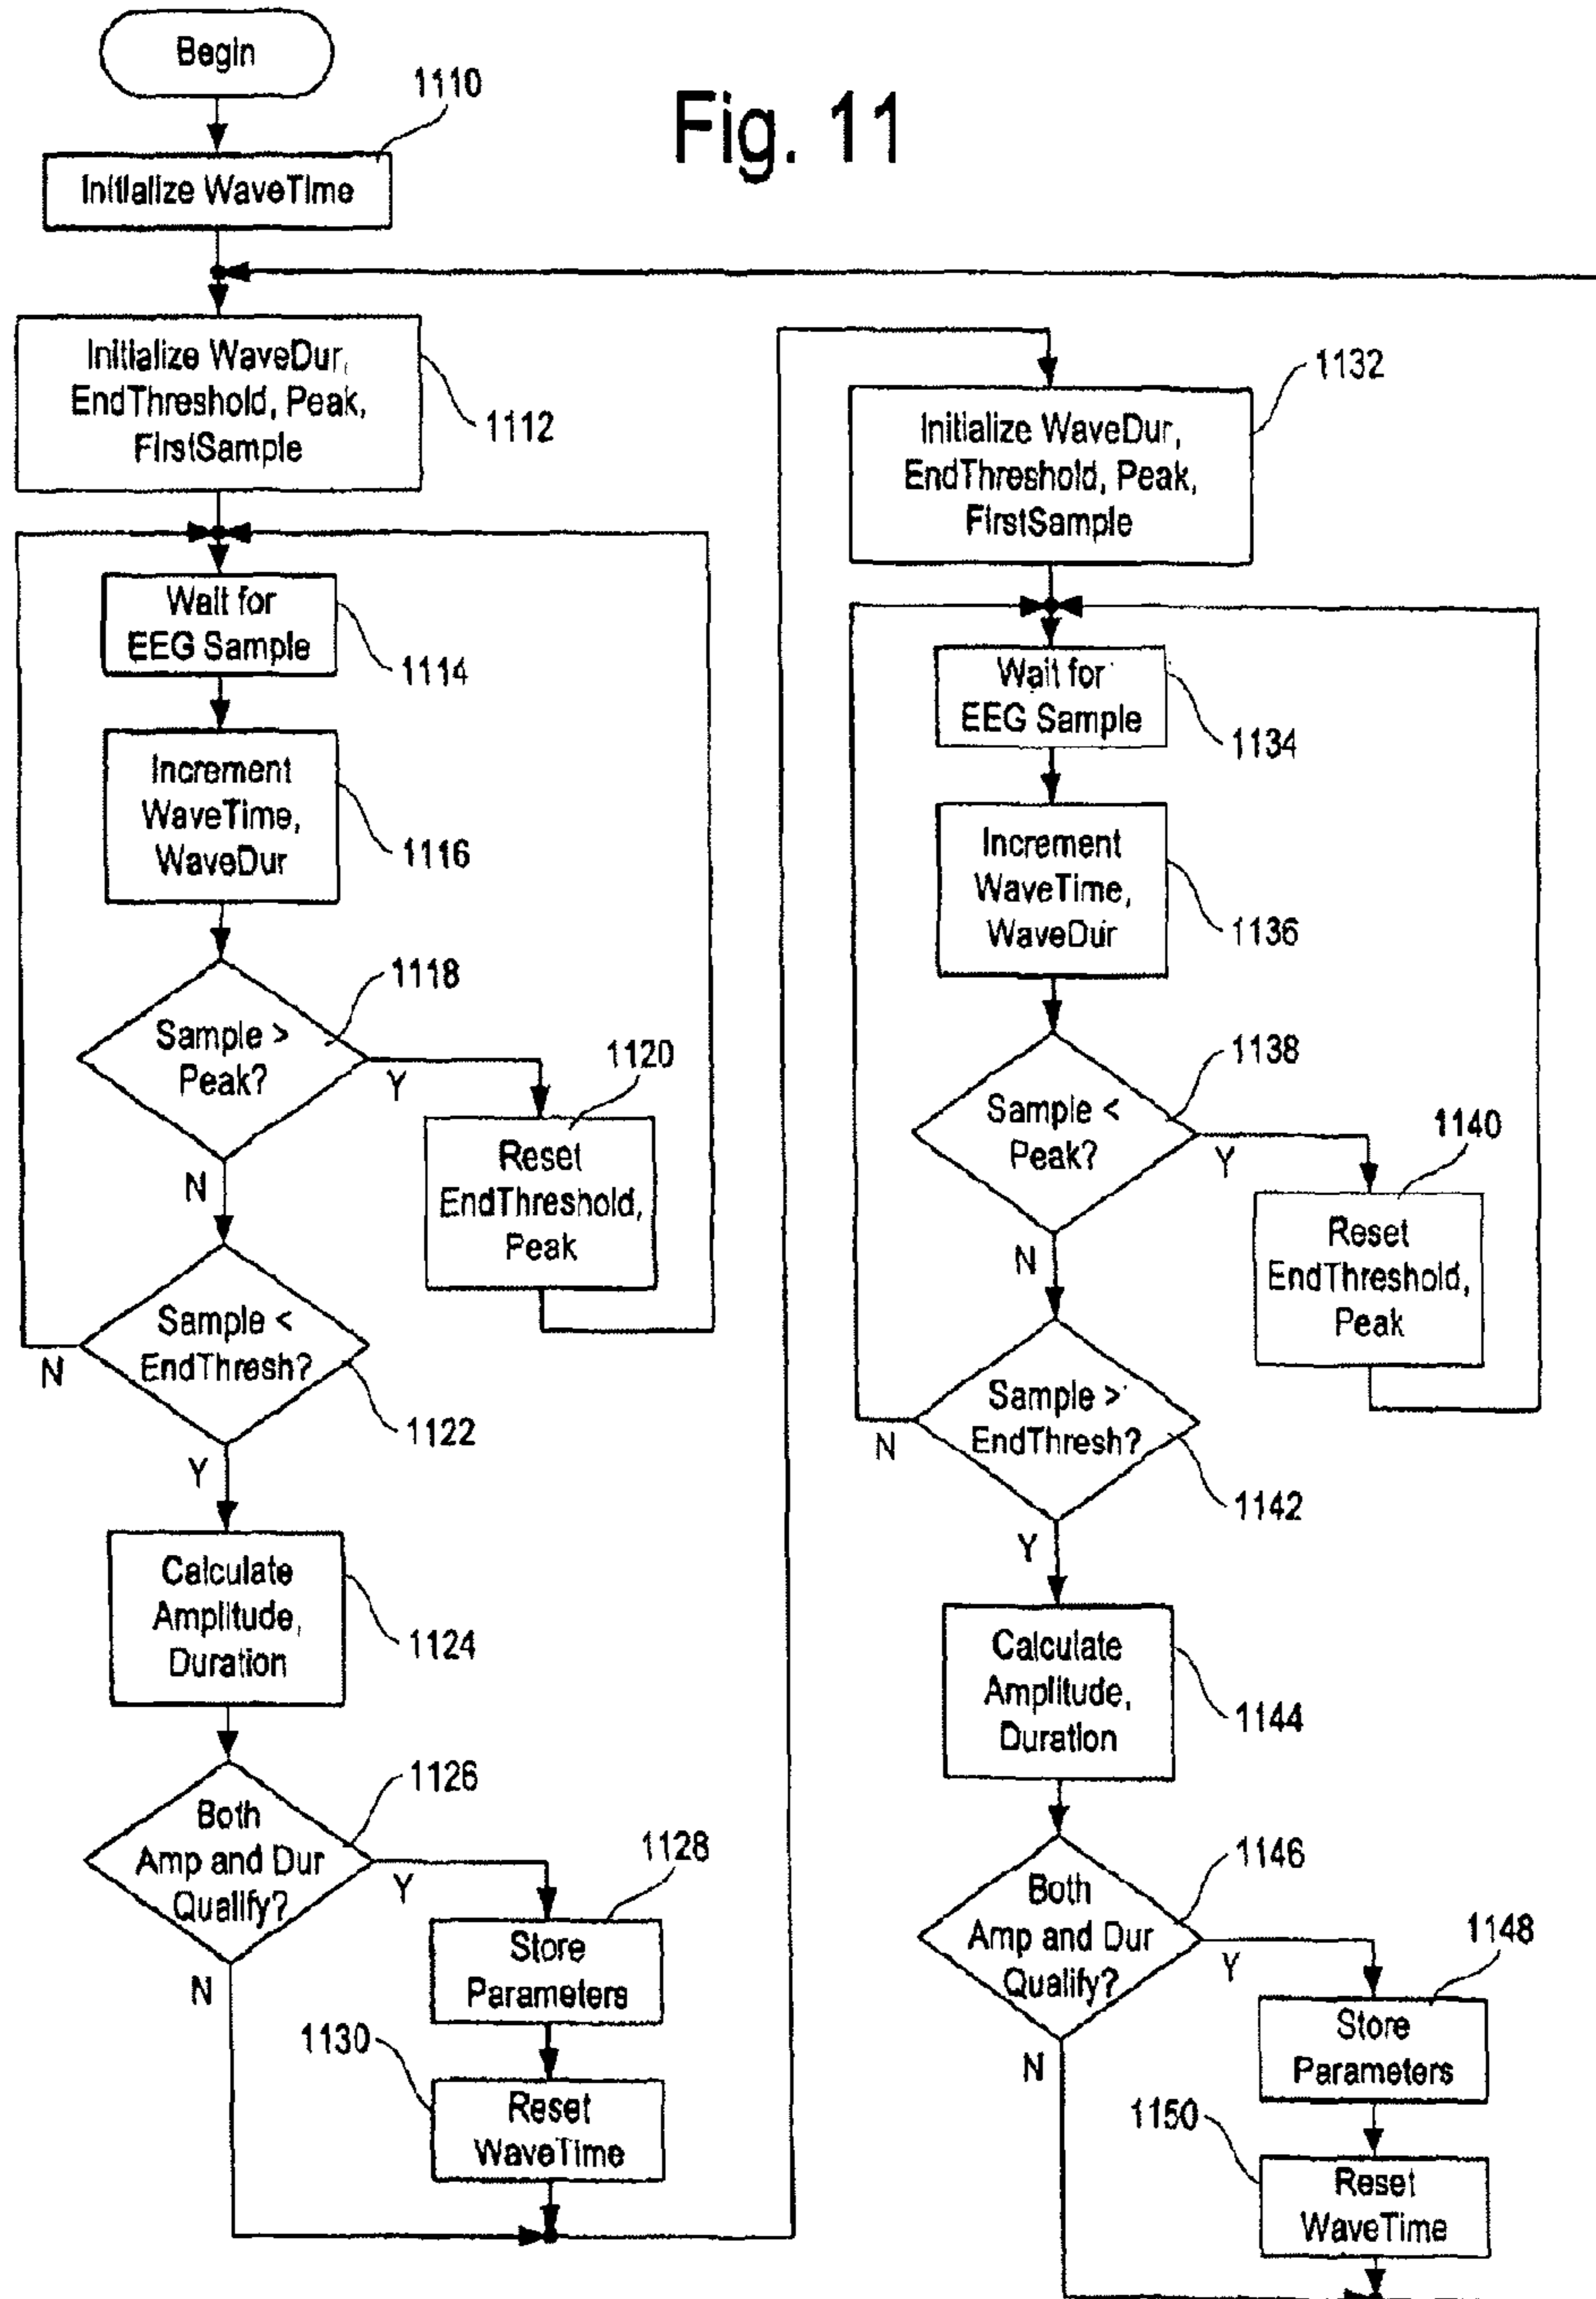 Fig. 11
Begin
1110
Initialize WaveTime
Initialize WaveDur,
EndThreshold, Peak,
FirstSample
1112
Wait for
EEG Sample
1114
Increment
WaveTime,
WaveDur
1116
Sample >
Peak?
1118
Y
N
1120
Reset
EndThreshold,
Peak
Sample <
EndThresh?
N
1122
Y
Calculate
Amplitude,
Duration
1124
Both
Amp and Dur
Qualify?
1126
Y
N
1128
Store
Parameters
1130
Reset
WaveTime
1132
Initialize WaveDur,
EndThreshold, Peak,
FirstSample
Wait for
EEG Sample
1134
Increment
WaveTime,
WaveDur
1136
Sample <
Peak?
1138
Y
N
1140
Reset
EndThreshold,
Peak
Sample >
EndThresh?
N
1142
Y
Calculate
Amplitude,
Duration
1144
Both
Amp and Dur
Qualify?
1146
Y
N
1148
Store
Parameters
1150
Reset
WaveTime